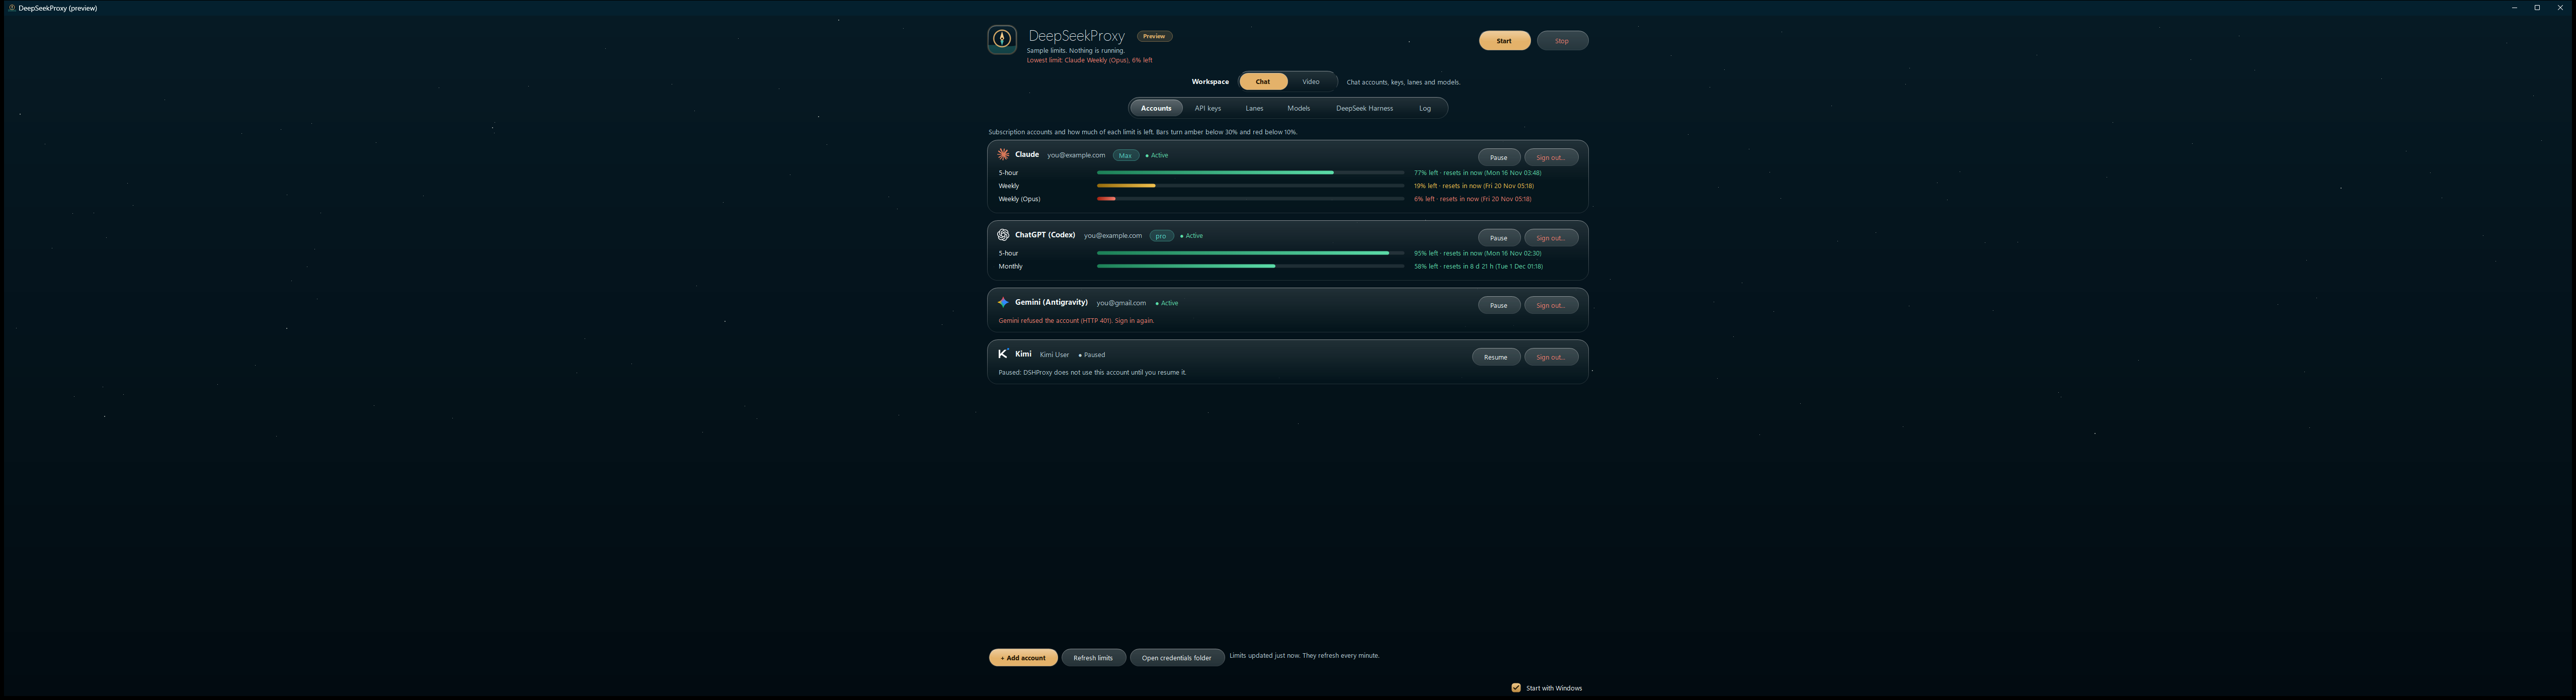 DeepSeekProxy (preview)
DeepSeekProxy Preview
Sample limits. Nothing is running.
Lowest limit: Claude Weekly (Opus), 6% left
Start Stop
Workspace Chat Video Chat accounts, keys, lanes and models.
Accounts API keys Lanes Models DeepSeek Harness Log
Subscription accounts and how much of each limit is left. Bars turn amber below 30% and red below 10%.
Claude you@example.com Max • Active Pause Sign out...
5-hour 77% left · resets in now (Mon 16 Nov 03:48)
Weekly 19% left · resets in now (Fri 20 Nov 05:18)
Weekly (Opus) 6% left · resets in now (Fri 20 Nov 05:18)
ChatGPT (Codex) you@example.com pro • Active Pause Sign out...
5-hour 95% left · resets in now (Mon 16 Nov 02:30)
Monthly 58% left · resets in 8 d 21 h (Tue 1 Dec 01:18)
Gemini (Antigravity) you@gmail.com • Active Pause Sign out...
Gemini refused the account (HTTP 401). Sign in again.
Kimi Kimi User • Paused Resume Sign out...
Paused: DSHProxy does not use this account until you resume it.
+ Add account Refresh limits Open credentials folder Limits updated just now. They refresh every minute.
Start with Windows